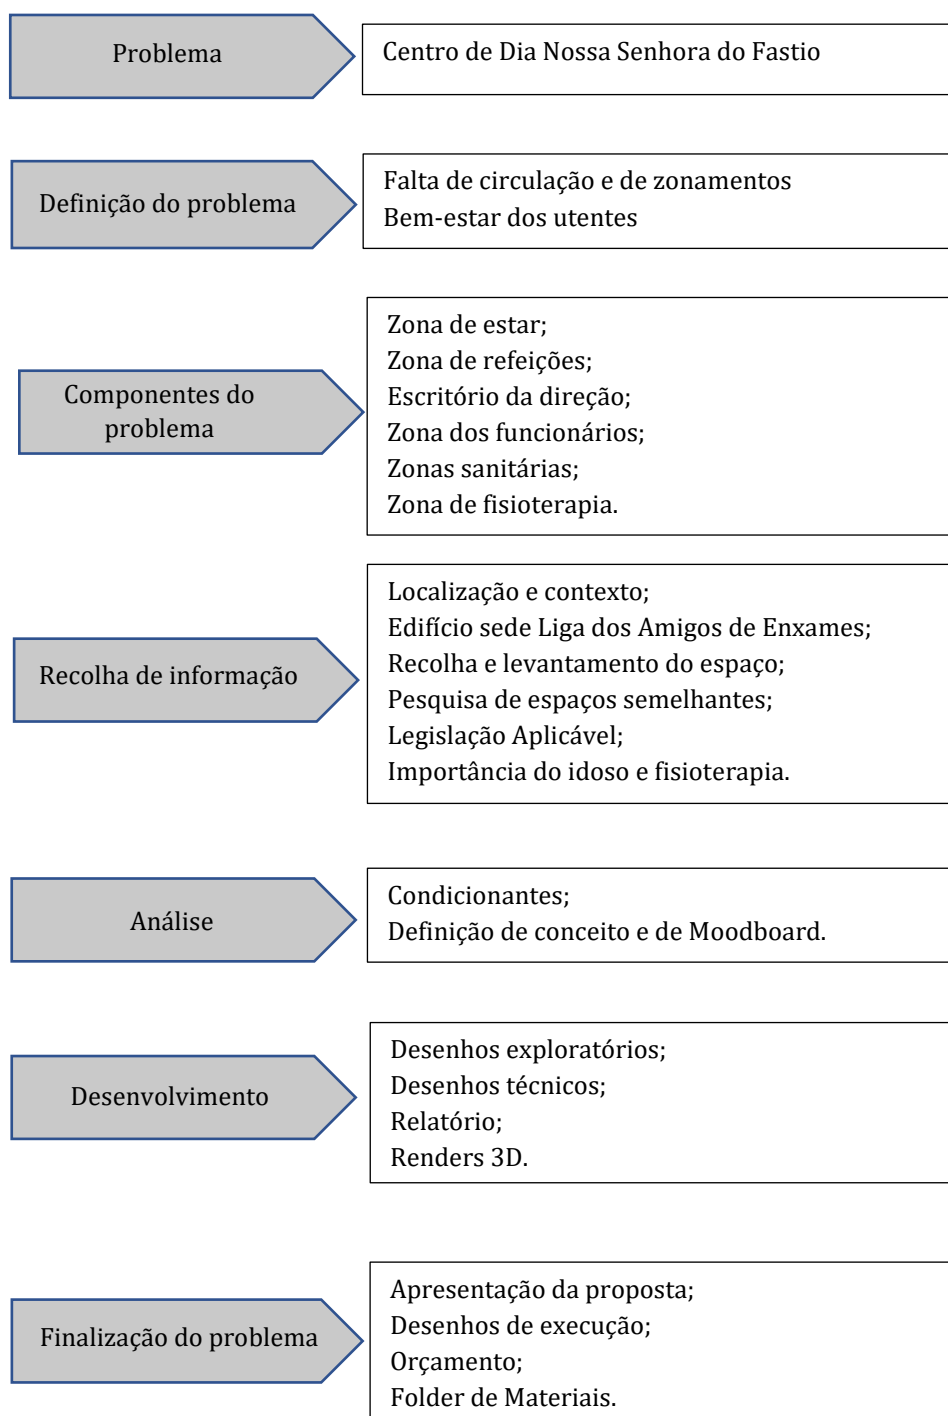 Problema
Centro de Dia Nossa Senhora do Fastio
Definição do problema
Falta de circulação e de zonamentos
Bem-estar dos utentes
Componentes do
problema
Zona de estar;
Zona de refeições;
Escritório da direção;
Zona dos funcionários;
Zonas sanitárias;
Zona de fisioterapia.
Recolha de informação
Localização e contexto;
Edifício sede Liga dos Amigos de Enxames;
Recolha e levantamento do espaço;
Pesquisa de espaços semelhantes;
Legislação Aplicável;
Importância do idoso e fisioterapia.
Análise
Condicionantes;
Definição de conceito e de Moodboard.
Desenvolvimento
Desenhos exploratórios;
Desenhos técnicos;
Relatório;
Renders 3D.
Finalização do problema
Apresentação da proposta;
Desenhos de execução;
Orçamento;
Folder de Materiais.